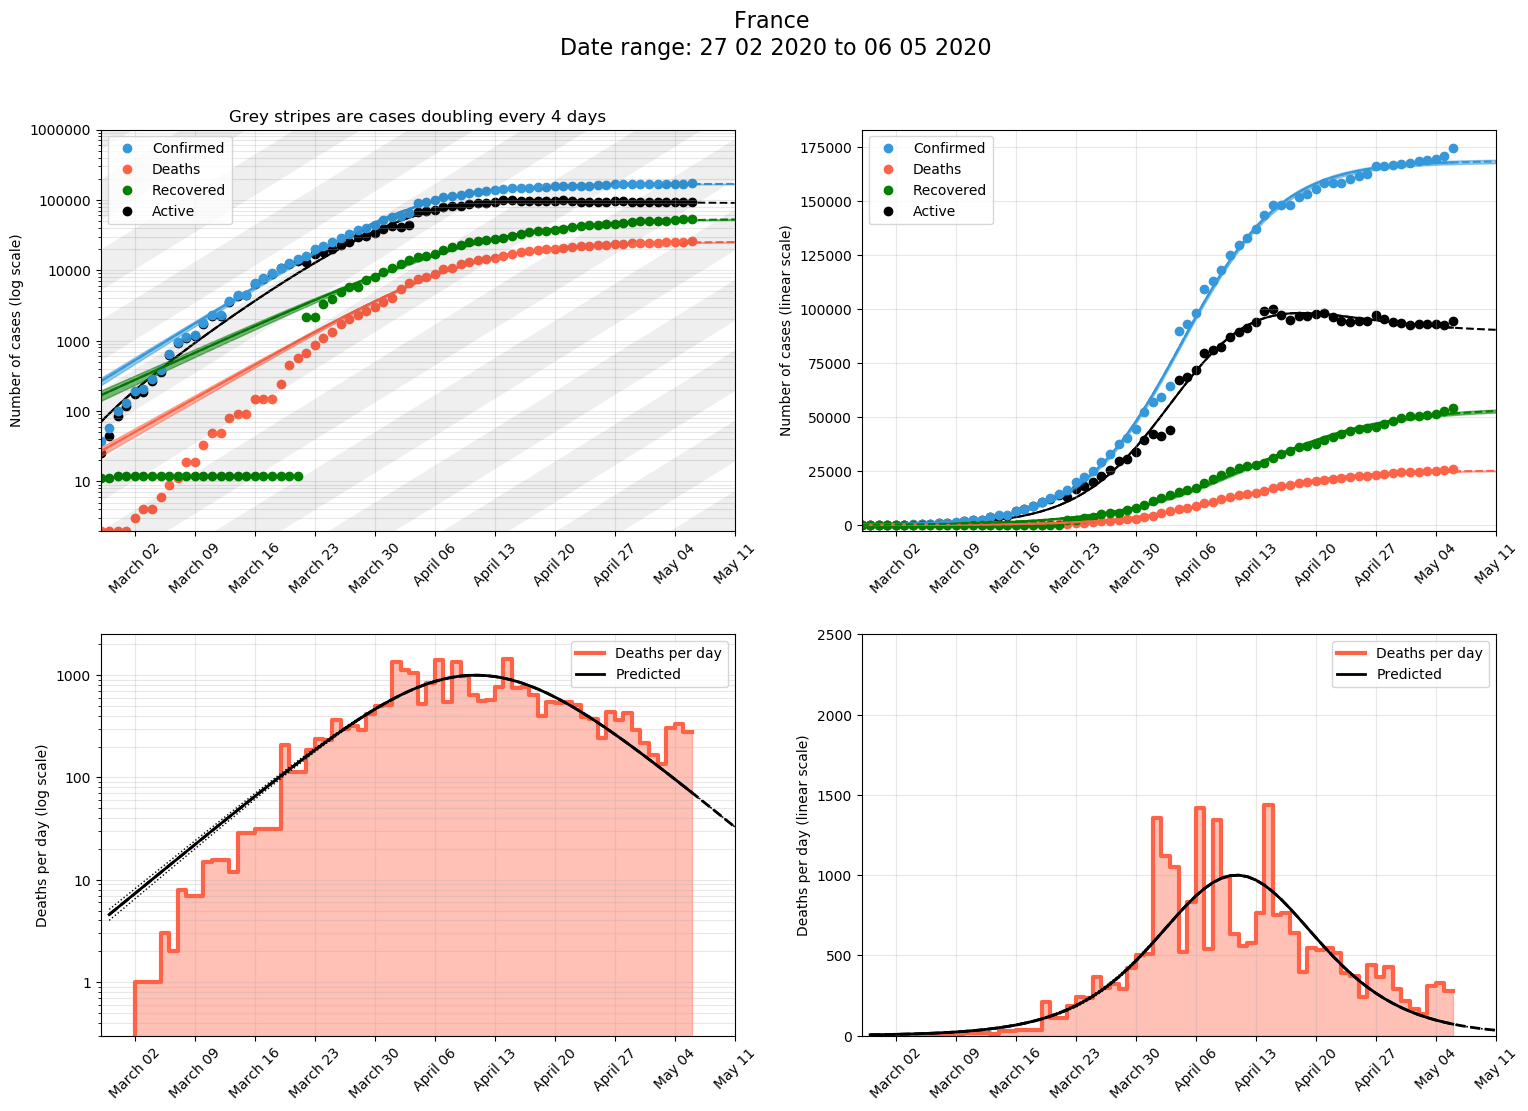 France
Date range: 27 02 2020 to 06 05 2020
Grey stripes are cases doubling every 4 days
Number of cases (log scale)
1000000
100000
10000
1000
100
10
Confirmed
Deaths
Recovered
Active
March 02
March 09
March 16
March 23
March 30
April 06
April 13
April 20
April 27
May 04
May 11
Number of cases (linear scale)
175000
150000
125000
100000
75000
50000
25000
0
Confirmed
Deaths
Recovered
Active
March 02
March 09
March 16
March 23
March 30
April 06
April 13
April 20
April 27
May 04
May 11
Deaths per day (log scale)
1000
100
10
1
Deaths per day
Predicted
March 02
March 09
March 16
March 23
March 30
April 06
April 13
April 20
April 27
May 04
May 11
Deaths per day (linear scale)
2500
2000
1500
1000
500
0
Deaths per day
Predicted
March 02
March 09
March 16
March 23
March 30
April 06
April 13
April 20
April 27
May 04
May 11